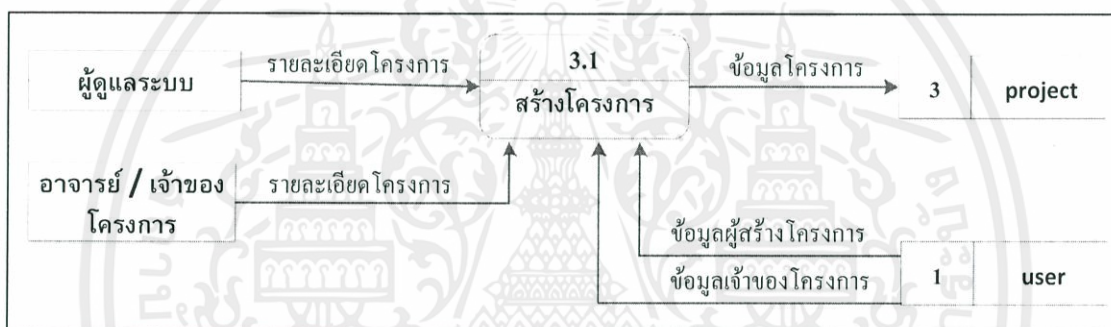 ผู้ดูแลระบบ
รายละเอียดโครงการ
3.1
สร้างโครงการ
ข้อมูลโครงการ
3 project
อาจารย์ / เจ้าของ
โครงการ
รายละเอียดโครงการ
ข้อมูลผู้สร้างโครงการ
ข้อมูลเจ้าของโครงการ
1 user